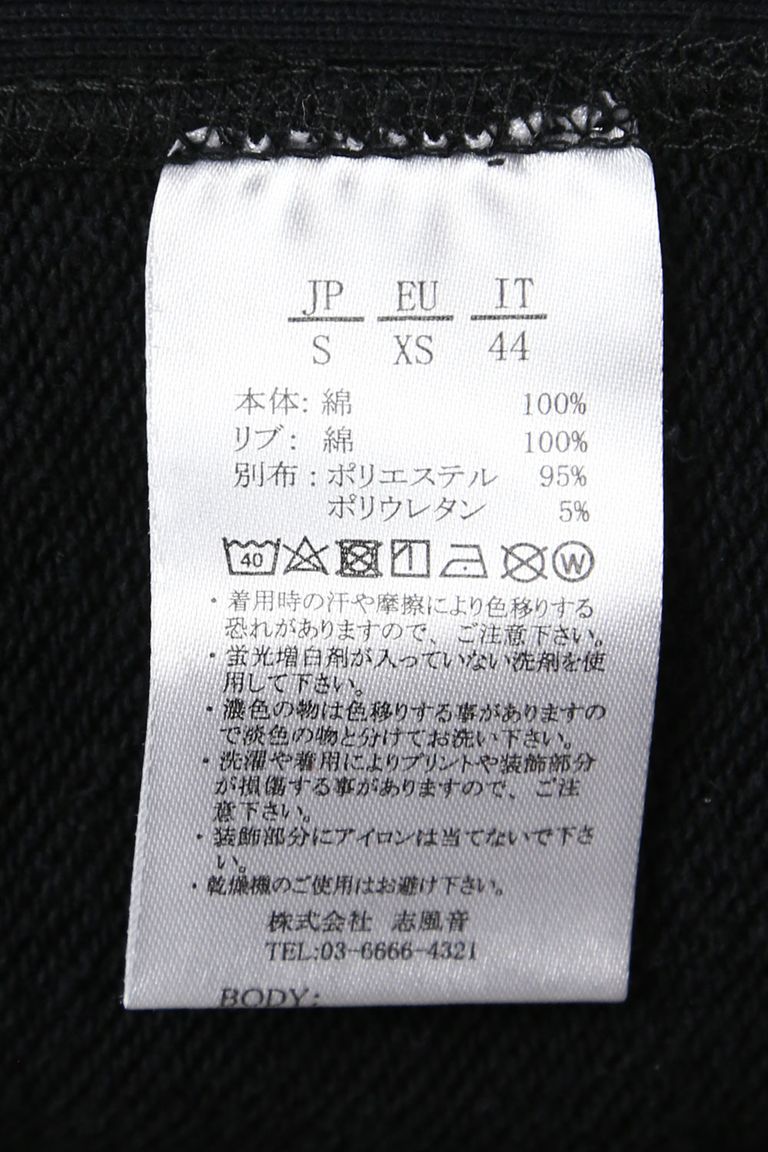 JP EU IT
S XS 44
本体: 綿 100%
リブ: 綿 100%
別布: ポリエステル 95%
ポリウレタン 5%
40 W
・着用時の汗や摩擦により色移りする
恐れがありますので、ご注意下さい。
・蛍光増白剤が入っていない洗剤を使
用して下さい。
・濃色の物は色移りする事がありますの
で淡色の物と分けてお洗い下さい。
・洗濯や着用によりプリントや装飾部分
が損傷する事がありますので、ご注
意下さい。
・装飾部分にアイロンは当てないで下さ
い。
・乾燥機のご使用はお避け下さい。
株式会社 志風音
TEL:03-6666-4321
BODY: